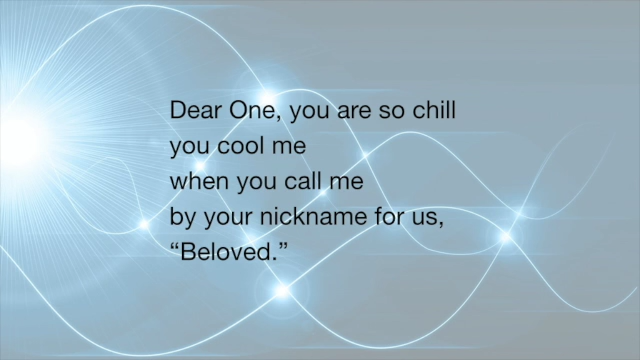 Dear One, you are so chill
you cool me
when you call me
by your nickname for us,
“Beloved.”